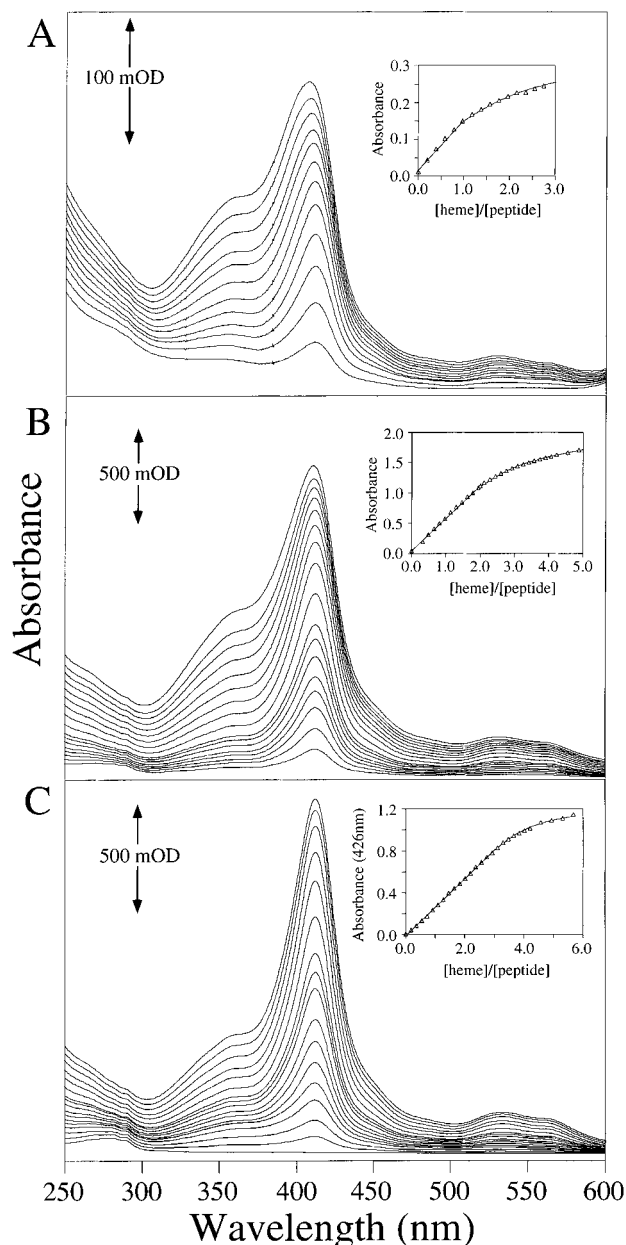 A
100 mOD
0.3
0.2
0.1
0.0
Absorbance
0.0 1.0 2.0 3.0
[heme]/[peptide]
B
500 mOD
2.0
1.5
1.0
0.5
0.0
Absorbance
0.0 1.0 2.0 3.0 4.0 5.0
[heme]/[peptide]
Absorbance
C
500 mOD
1.2
0.8
0.4
0.0
Absorbance (426nm)
0.0 2.0 4.0 6.0
[heme]/[peptide]
250 300 350 400 450 500 550 600
Wavelength (nm)